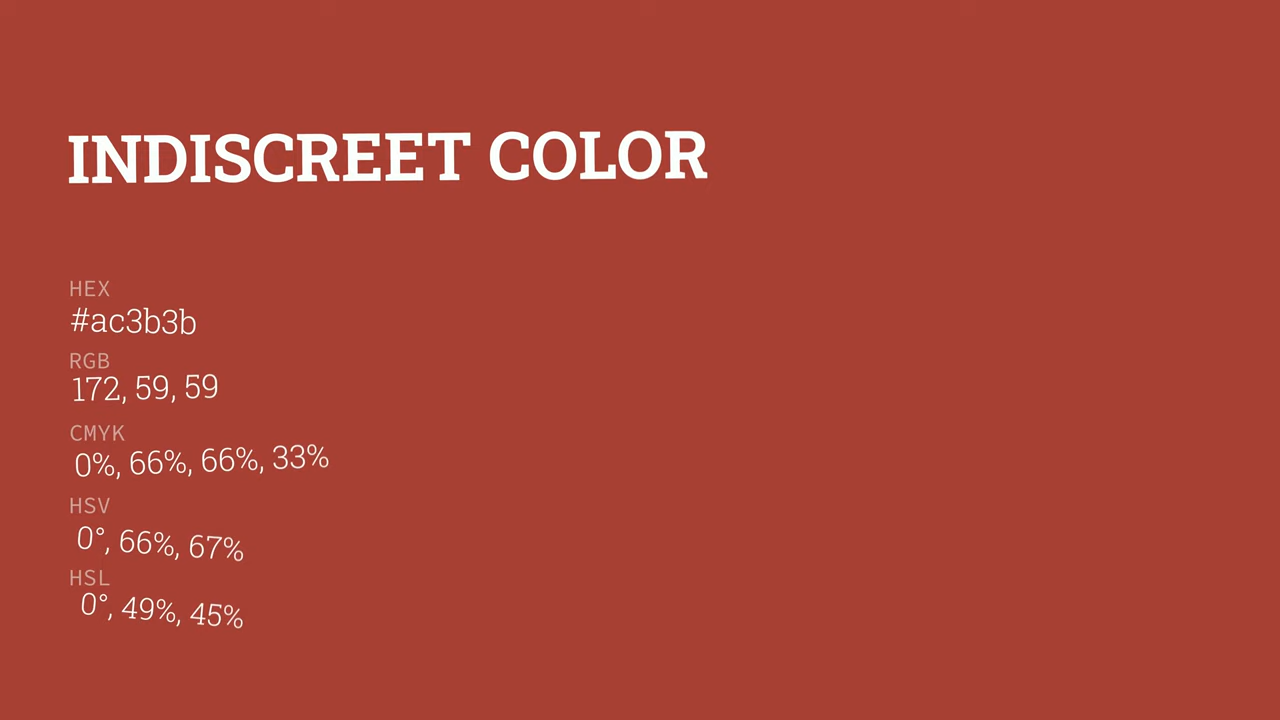 INDISCREET COLOR
HEX
#ac3b3b
RGB
172, 59, 59
CMYK
0%, 66%, 66%, 33%
HSV
0°, 66%, 67%
HSL
0°, 49%, 45%